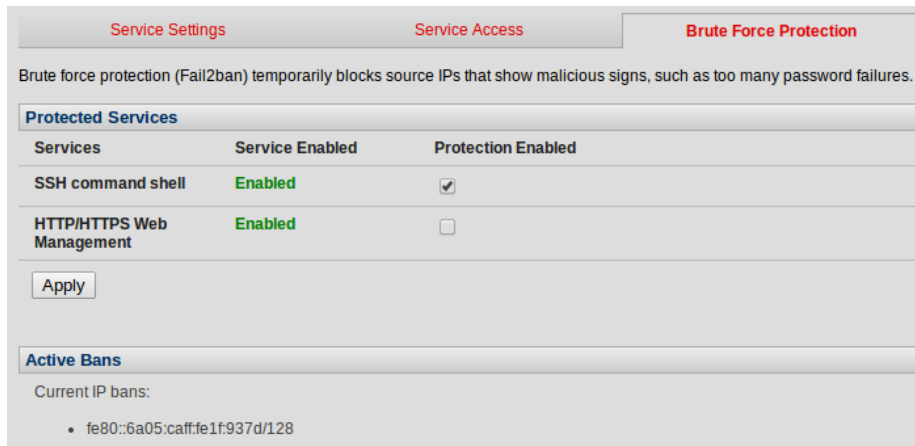 Service Settings Service Access Brute Force Protection
Brute force protection (Fail2ban) temporarily blocks source IPs that show malicious signs, such as too many password failures.
Protected Services
Services Service Enabled Protection Enabled
SSH command shell Enabled
HTTP/HTTPS Web Management Enabled
Apply
Active Bans
Current IP bans:
• fe80::6a05:caff:fe1f:937d/128